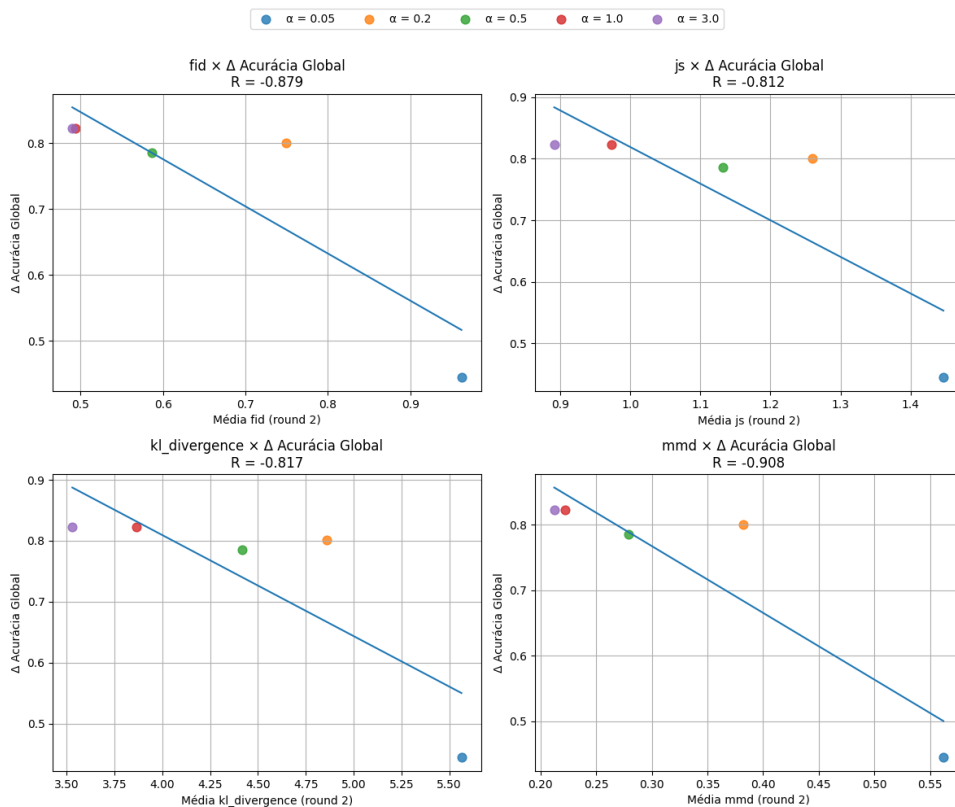 α = 0.05 α = 0.2 α = 0.5 α = 1.0 α = 3.0
fid × Δ Acurácia Global
R = -0.879
Δ Acurácia Global
0.8
0.7
0.6
0.5
0.5 0.6 0.7 0.8 0.9
Média fid (round 2)
js × Δ Acurácia Global
R = -0.812
Δ Acurácia Global
0.9
0.8
0.7
0.6
0.5
0.9 1.0 1.1 1.2 1.3 1.4
Média js (round 2)
kl_divergence × Δ Acurácia Global
R = -0.817
Δ Acurácia Global
0.9
0.8
0.7
0.6
0.5
3.50 3.75 4.00 4.25 4.50 4.75 5.00 5.25 5.50
Média kl_divergence (round 2)
mmd × Δ Acurácia Global
R = -0.908
Δ Acurácia Global
0.8
0.7
0.6
0.5
0.20 0.25 0.30 0.35 0.40 0.45 0.50 0.55
Média mmd (round 2)